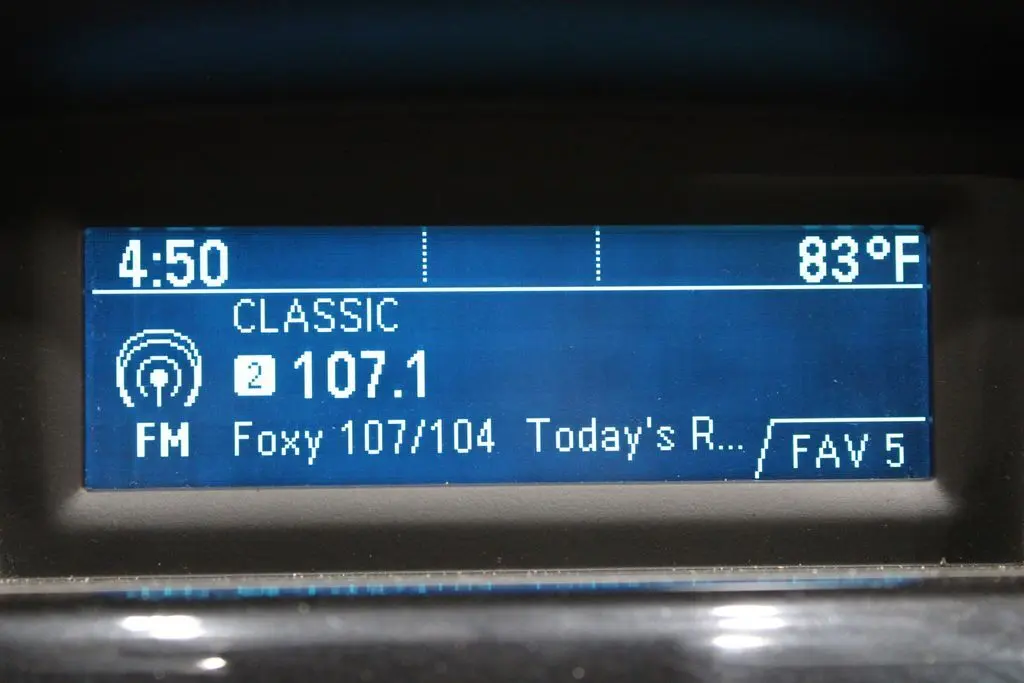 4:50 83°F
CLASSIC
2 107.1
FM Foxy 107/104 Today's R... FAV 5